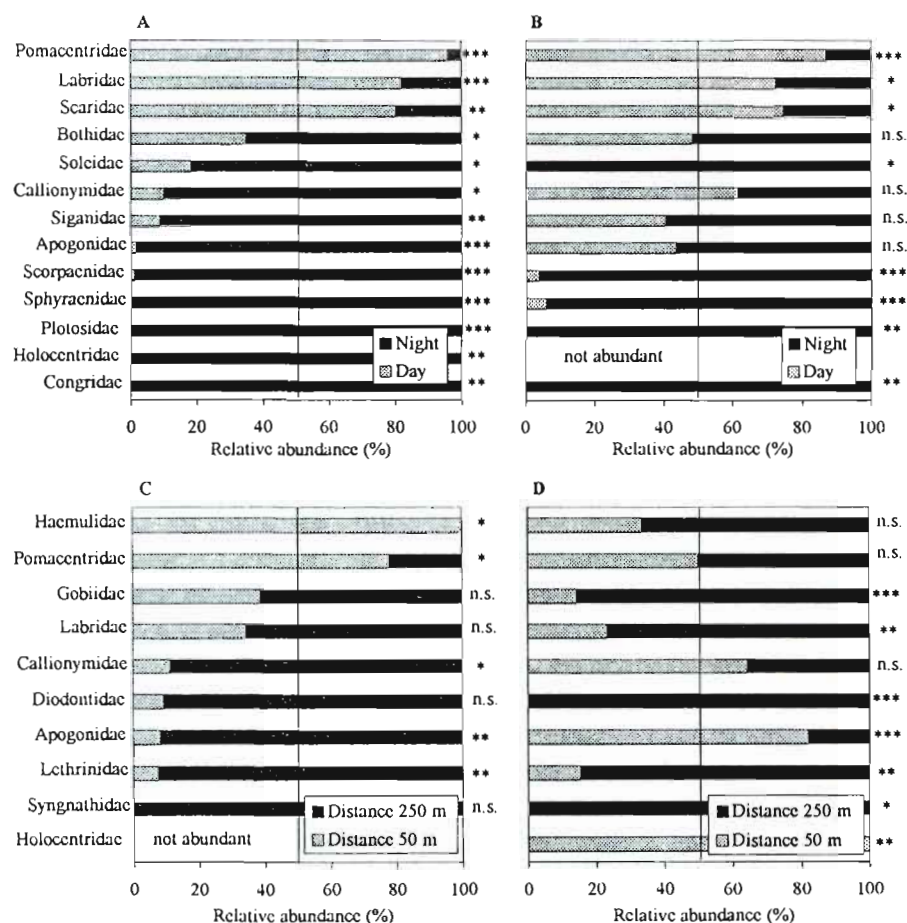 A
B
Pomacentridae *** ***
Labridae *** *
Scaridae ** *
Bothidae * n.s.
Soleidae * *
Callionymidae * n.s.
Siganidae ** n.s.
Apogonidae *** n.s.
Scorpaenidae *** ***
Sphyraenidae *** ***
Plotosidae *** **
Holocentridae ** not abundant
Congridae ** **
Night
Day
Night
Day
0 20 40 60 80 100
0 20 40 60 80 100
Relative abundance (%)
Relative abundance (%)
C
D
Haemulidae * n.s.
Pomacentridae * n.s.
Gobiidae n.s. ***
Labridae n.s. **
Callionymidae * n.s.
Diodontidae n.s. ***
Apogonidae ** ***
Lethrinidae ** **
Syngnathidae n.s. *
Holocentridae not abundant **
Distance 250 m
Distance 50 m
Distance 250 m
Distance 50 m
0 20 40 60 80 100
0 20 40 60 80 100
Relative abundance (%)
Relative abundance (%)